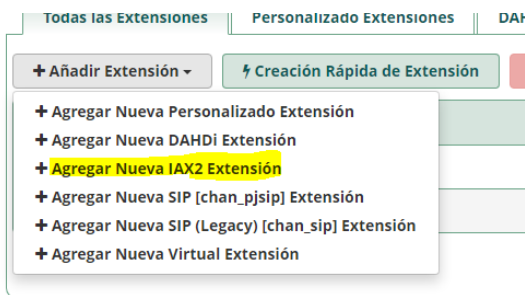 Todas las Extensiones Personalizado Extensiones DAH
+ Añadir Extensión Creación Rápida de Extensión
+ Agregar Nueva Personalizado Extensión
+ Agregar Nueva DAHDi Extensión
+ Agregar Nueva IAX2 Extensión
+ Agregar Nueva SIP [chan_pjsip] Extensión
+ Agregar Nueva SIP (Legacy) [chan_sip] Extensión
+ Agregar Nueva Virtual Extensión